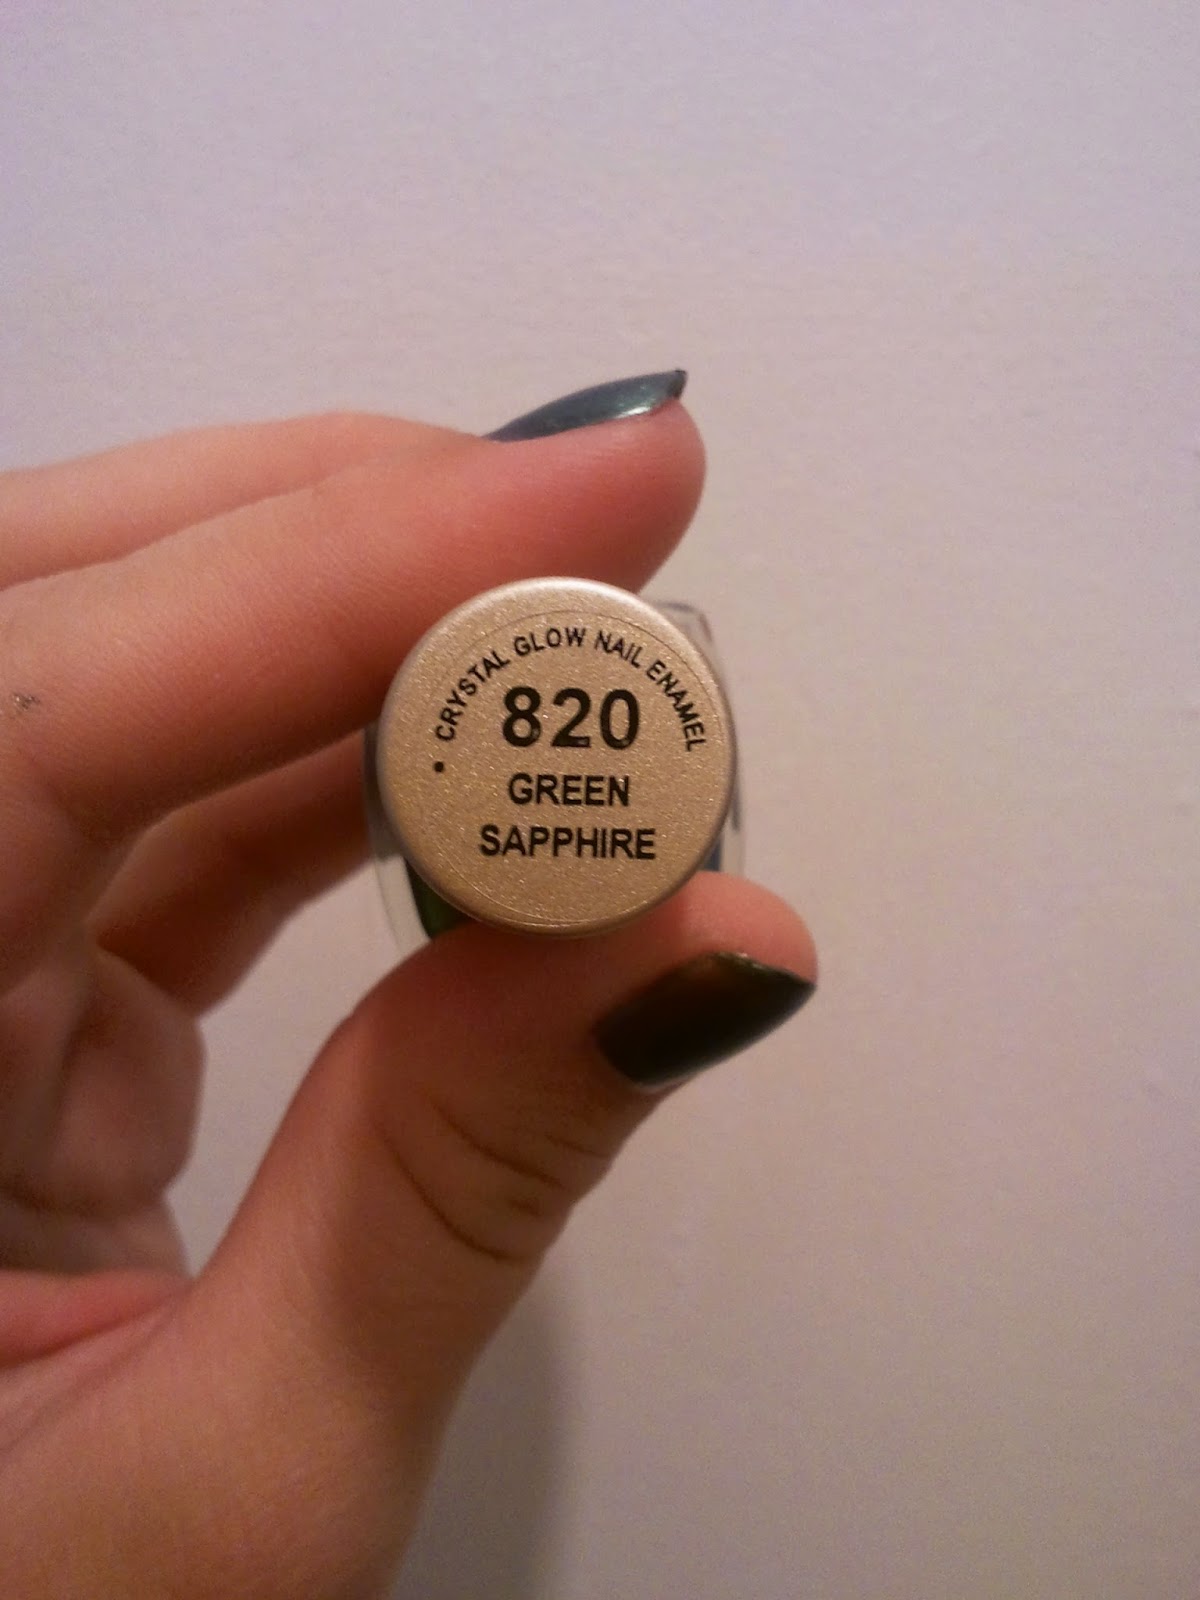 • CRYSTAL GLOW NAIL ENAMEL
820
GREEN
SAPPHIRE